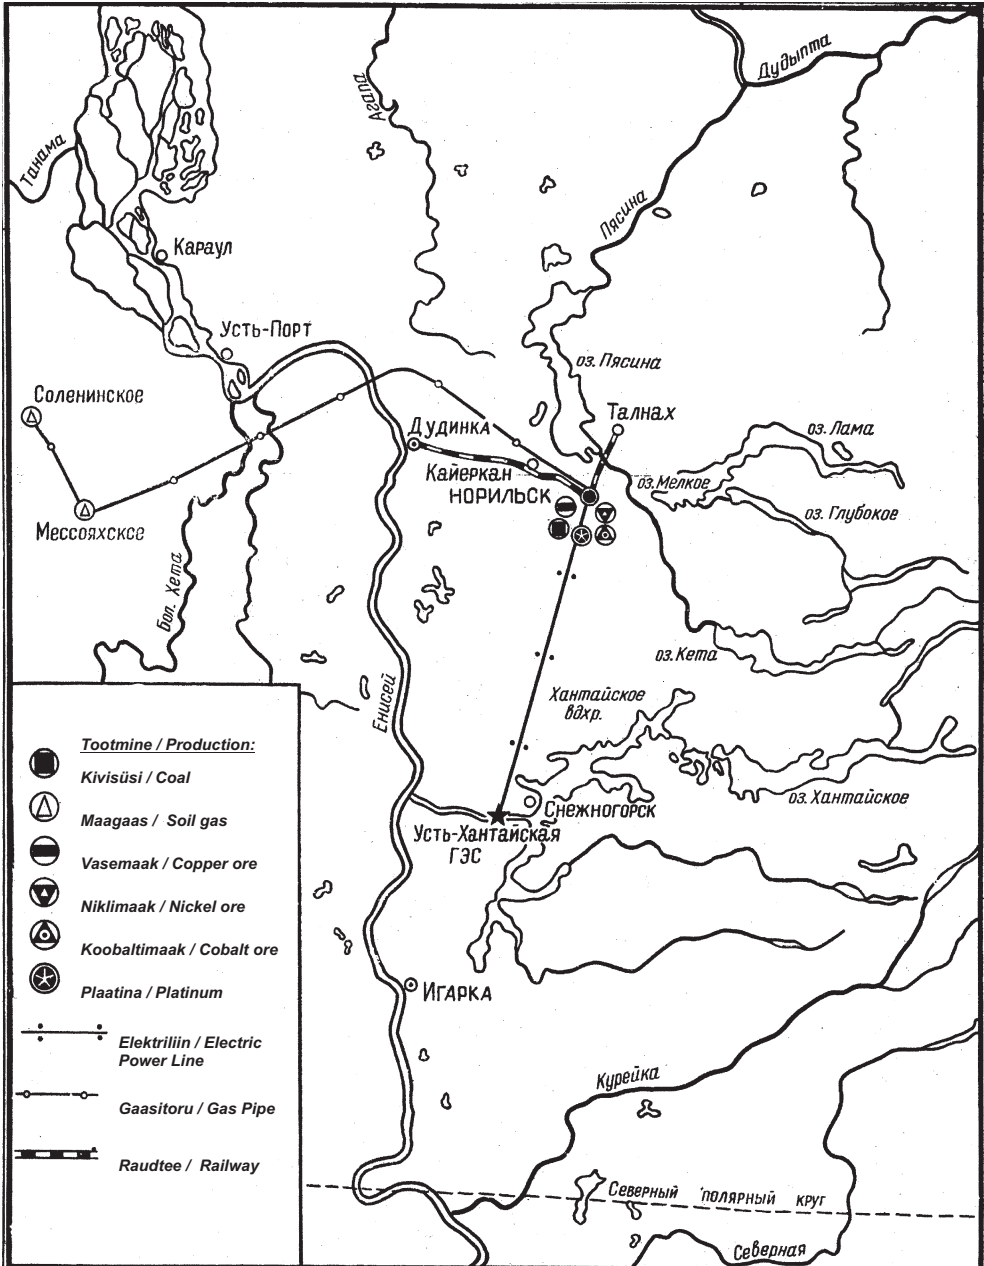 Дудыпта
Агапа
Танама
Пясина
Караул
Усть-Порт
оз. Пясина
Соленинское
Талнах
Дудинка
оз. Лама
Кайеркан
оз. Мелкое
НОРИЛЬСК
оз. Глубокое
Мессояхское
Бол. Хета
оз. Кета
Хантайское
вдхр.
Енисей
оз. Хантайское
Снежногорск
Усть-Хантайская
ГЭС
Игарка
Курейка
Северный полярный круг
Северная
Tootmine / Production:
Kivisüsi / Coal
Maagaas / Soil gas
Vasemaak / Copper ore
Niklimaak / Nickel ore
Koobaltimaak / Cobalt ore
Plaatina / Platinum
Elektriliin / Electric
Power Line
Gaasitoru / Gas Pipe
Raudtee / Railway